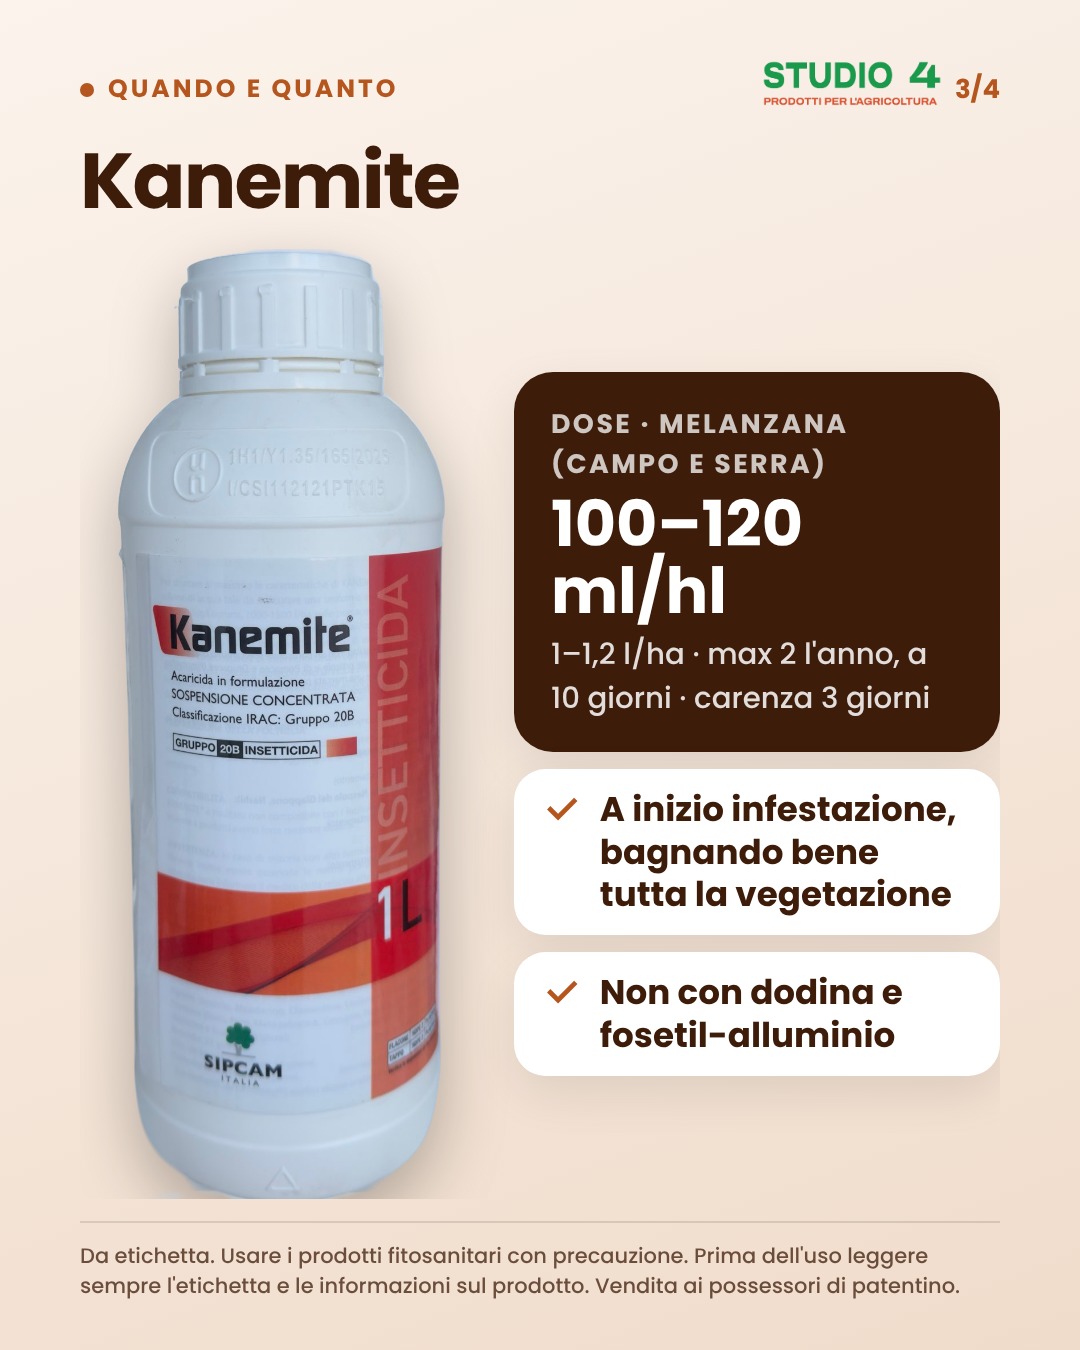 QUANDO E QUANTO
STUDIO 4
PRODOTTI PER L'AGRICOLTURA
3/4
Kanemite
1H1/Y1.35/165/2025
I/CSI112121PTK15
Kanemite®
Acaricida in formulazione
SOSPENSIONE CONCENTRATA
Classificazione IRAC: Gruppo 20B
GRUPPO 20B INSETTICIDA
INSETTICIDA
1L
SIPCAM
ITALIA
DOSE · MELANZANA
(CAMPO E SERRA)
100–120
ml/hl
1–1,2 l/ha · max 2 l'anno, a
10 giorni · carenza 3 giorni
A inizio infestazione,
bagnando bene
tutta la vegetazione
Non con dodina e
fosetil-alluminio
Da etichetta. Usare i prodotti fitosanitari con precauzione. Prima dell'uso leggere
sempre l'etichetta e le informazioni sul prodotto. Vendita ai possessori di patentino.